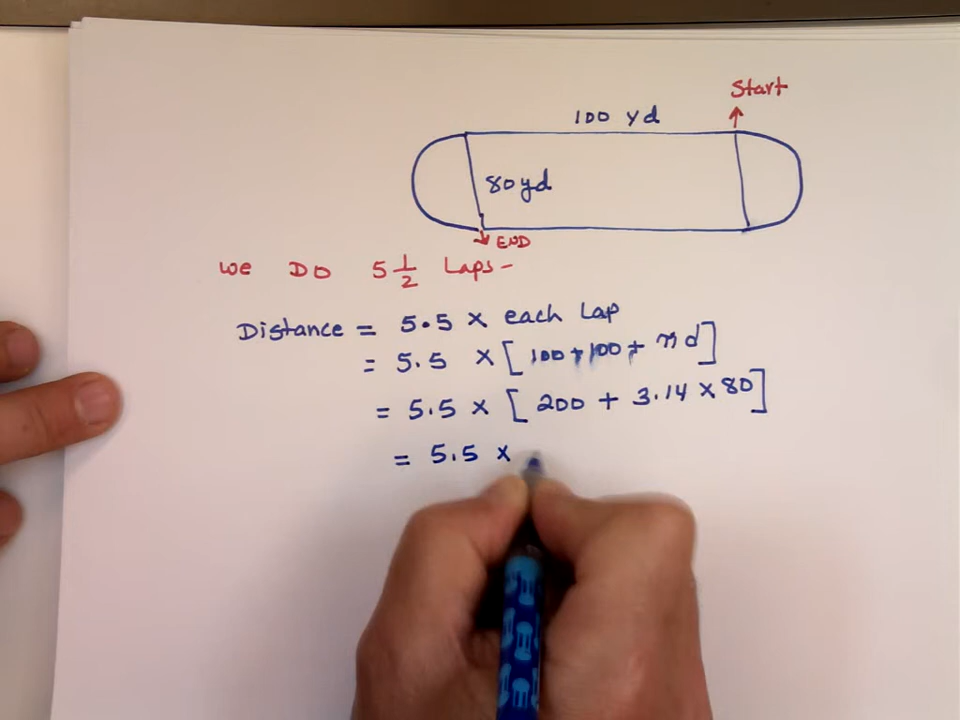 Start
100 yd
80yd
END
We DO 5 1/2 Laps-
Distance = 5.5 x each Lap
= 5.5 x [100+100+ πd]
= 5.5 x [200 + 3.14 x 80]
= 5.5 x